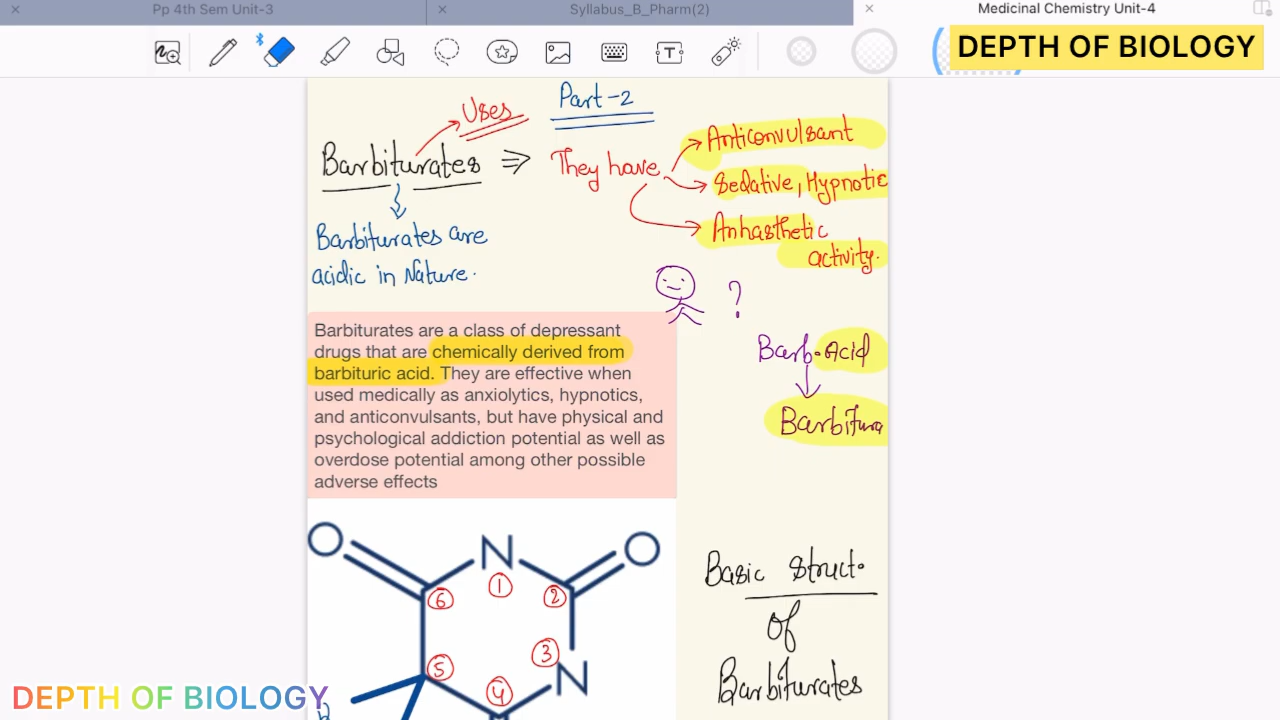 Pp 4th Sem Unit-3
Syllabus_B_Pharm(2)
Medicinal Chemistry Unit-4
DEPTH OF BIOLOGY
Part-2
Uses
Barbiturates ⇒ They have
Anticonvulsant
Sedative, Hypnotic
Anhasthetic
activity.
Barbiturates are
acidic in Nature.
?
Barb.Acid
Barbitura
Barbiturates are a class of depressant
drugs that are chemically derived from
barbituric acid. They are effective when
used medically as anxiolytics, hypnotics,
and anticonvulsants, but have physical and
psychological addiction potential as well as
overdose potential among other possible
adverse effects
O N O
6 1 2
5 3 N
4
Basic Struct.
of
Barbiturates
DEPTH OF BIOLOGY